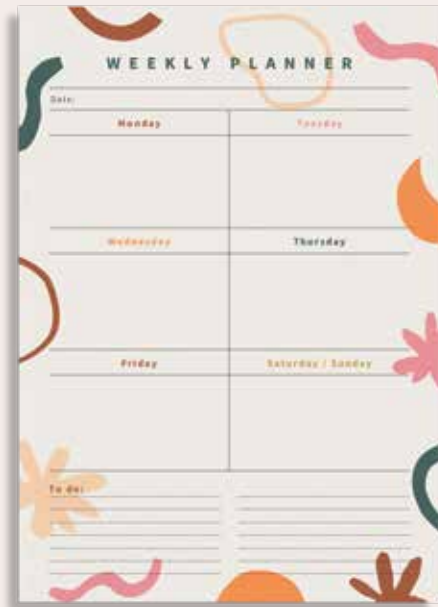 WEEKLY PLANNER
Date:
Monday Tuesday
Wednesday Thursday
Friday Saturday / Sunday
To do: